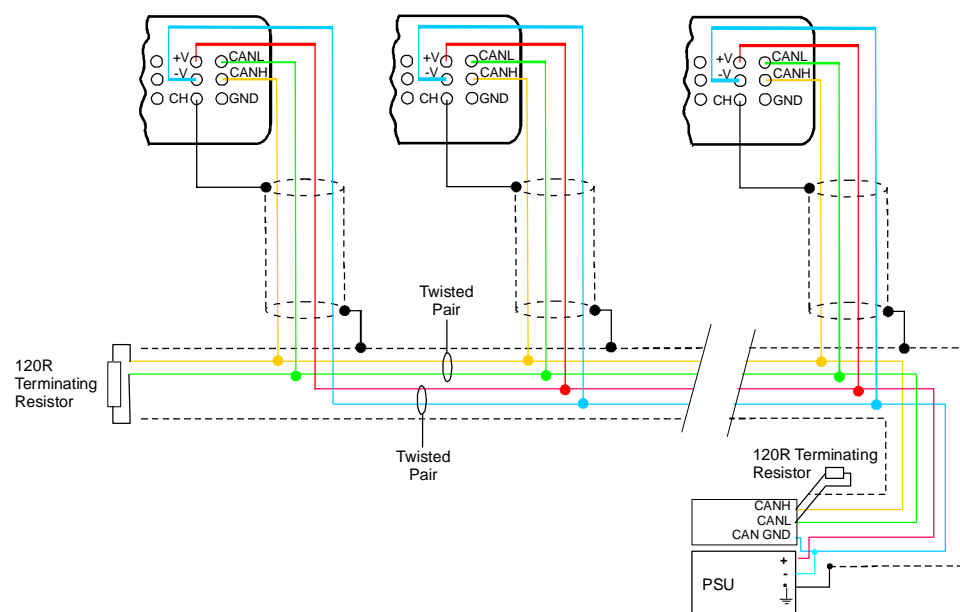 +V CANL
-V CANH
CH GND
+V CANL
-V CANH
CH GND
+V CANL
-V CANH
CH GND
Twisted
Pair
120R
Terminating
Resistor
Twisted
Pair
120R Terminating
Resistor
CANH
CANL
CAN GND
+
-
PSU